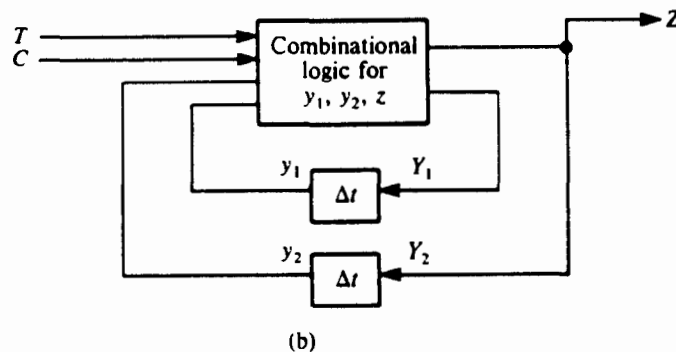 T
C
Combinational
logic for
y₁, y₂, z
Z
y₁
Δt
Y₁
y₂
Δt
Y₂
(b)